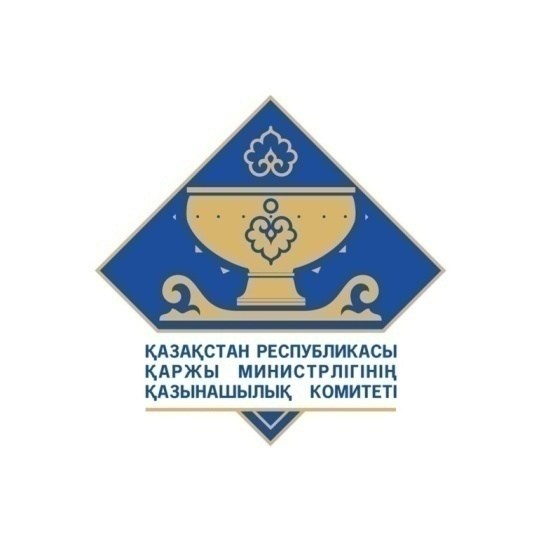 ҚАЗАҚСТАН РЕСПУБЛИКАСЫ
ҚАРЖЫ МИНИСТРЛІГІНІҢ
ҚАЗЫНАШЫЛЫҚ КОМИТЕТІ